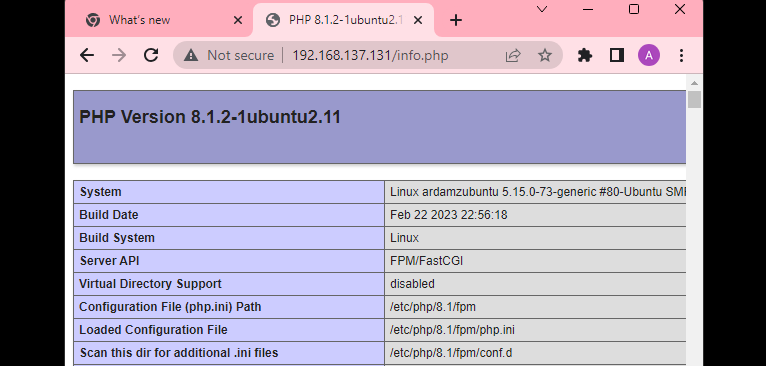 What's new
PHP 8.1.2-1ubuntu2.1
Not secure 192.168.137.131/info.php
A
PHP Version 8.1.2-1ubuntu2.11
System Linux ardamzubuntu 5.15.0-73-generic #80-Ubuntu SM
Build Date Feb 22 2023 22:56:18
Build System Linux
Server API FPM/FastCGI
Virtual Directory Support disabled
Configuration File (php.ini) Path /etc/php/8.1/fpm
Loaded Configuration File /etc/php/8.1/fpm/php.ini
Scan this dir for additional .ini files /etc/php/8.1/fpm/conf.d